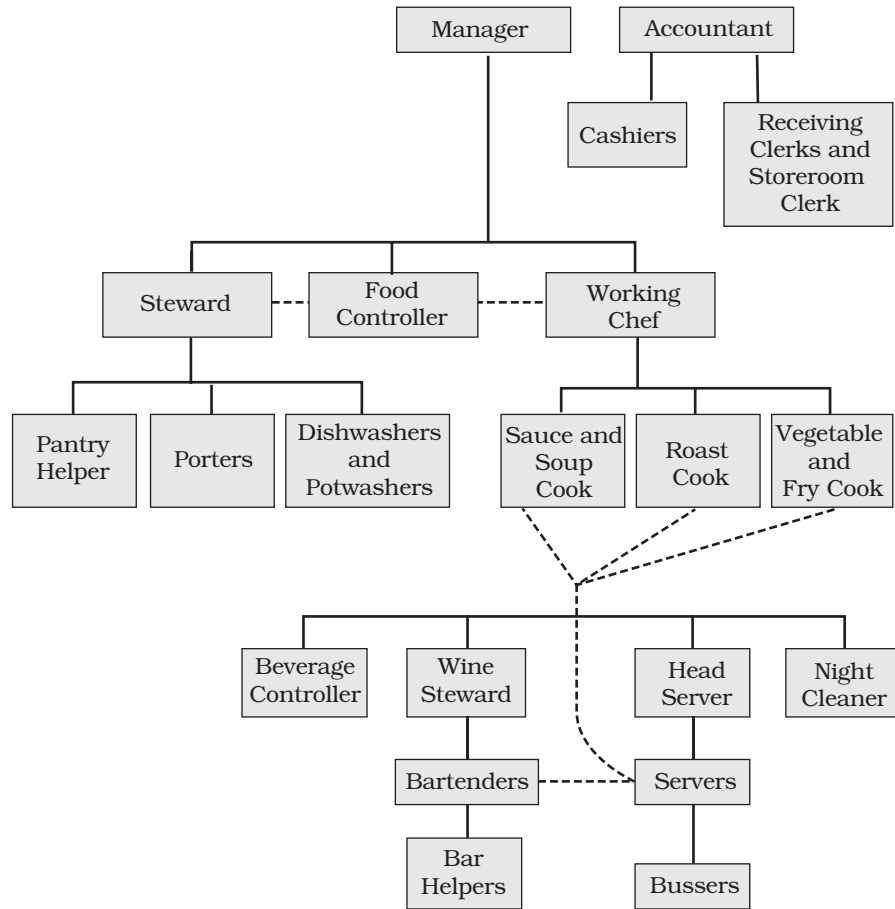 Manager
Accountant
Cashiers
Receiving
Clerks and
Storeroom
Clerk
Steward
Food
Controller
Working
Chef
Pantry
Helper
Porters
Dishwashers
and
Potwashers
Sauce and
Soup
Cook
Roast
Cook
Vegetable
and
Fry Cook
Beverage
Controller
Wine
Steward
Head
Server
Night
Cleaner
Bartenders
Servers
Bar
Helpers
Bussers